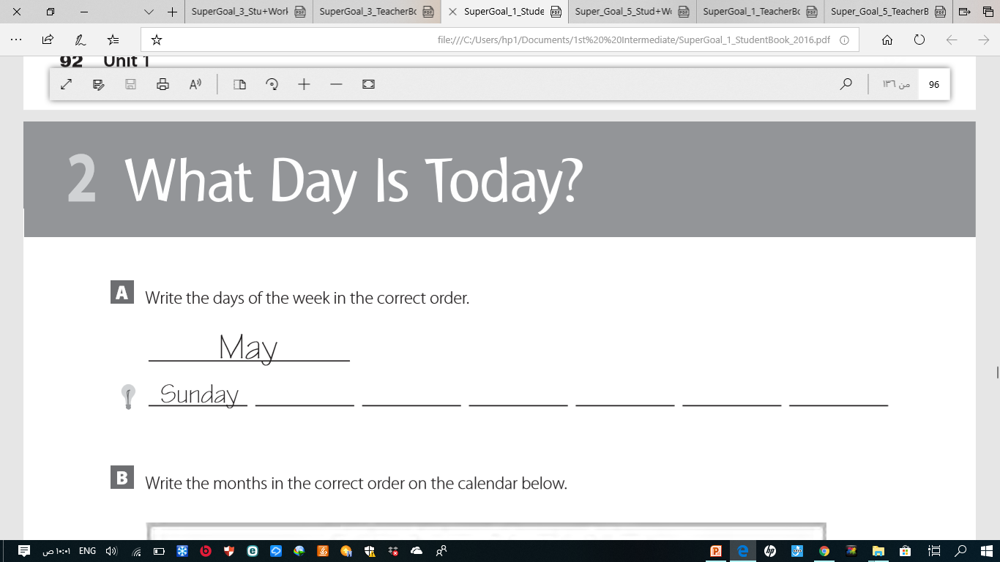 SuperGoal_3_Stu+Work SuperGoal_3_TeacherBo SuperGoal_1_Stude Super_Goal_5_Stud+Wo SuperGoal_1_TeacherBo Super_Goal_5_TeacherB
file:///C:/Users/hp1/Documents/1st%20%20Intermediate/SuperGoal_1_StudentBook_2016.pdf
92 Unit 1
96 من ١٣٦
2 What Day Is Today?
A Write the days of the week in the correct order.
May
Sunday
B Write the months in the correct order on the calendar below.
١٠:٠١ ص ENG